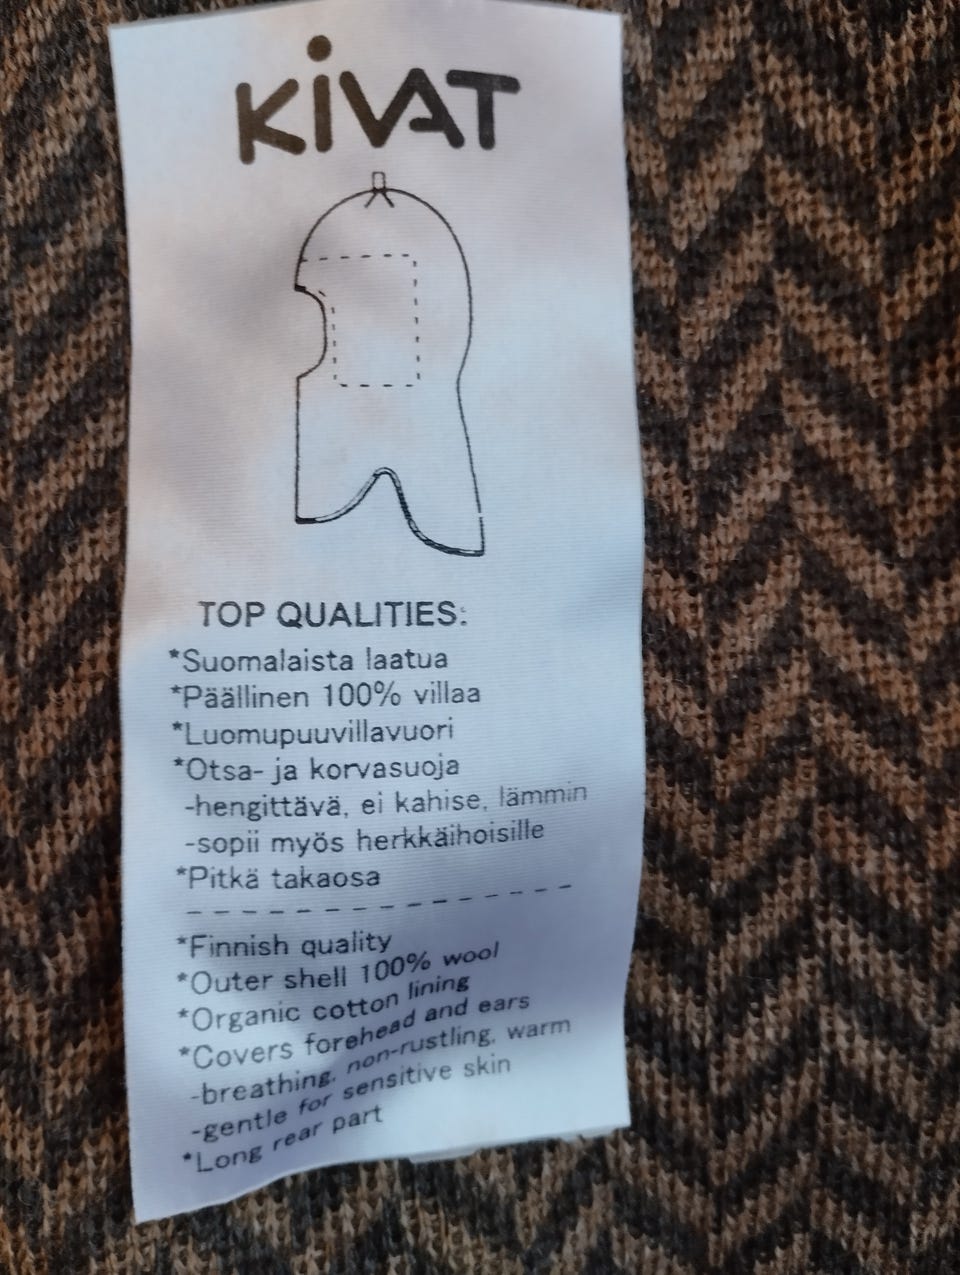 KiVAT
TOP QUALITIES:
*Suomalaista laatua
*Päällinen 100% villaa
*Luomupuuvillavuori
*Otsa- ja korvasuoja
-hengittävä, ei kahise, lämmin
-sopii myös herkkäihoisille
*Pitkä takaosa
*Finnish quality
*Outer shell 100% wool
*Organic cotton lining
*Covers forehead and ears
-breathing, non-rustling, warm
-gentle for sensitive skin
*Long rear part